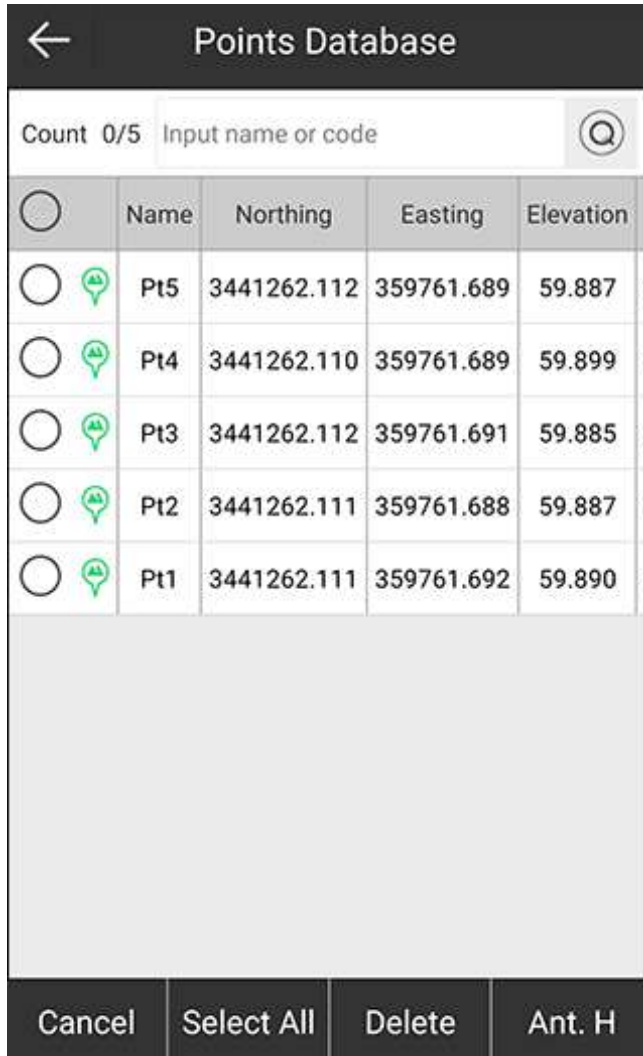 Points Database
Count 0/5 Input name or code
Name Northing Easting Elevation
Pt5 3441262.112 359761.689 59.887
Pt4 3441262.110 359761.689 59.899
Pt3 3441262.112 359761.691 59.885
Pt2 3441262.111 359761.688 59.887
Pt1 3441262.111 359761.692 59.890
Cancel Select All Delete Ant. H